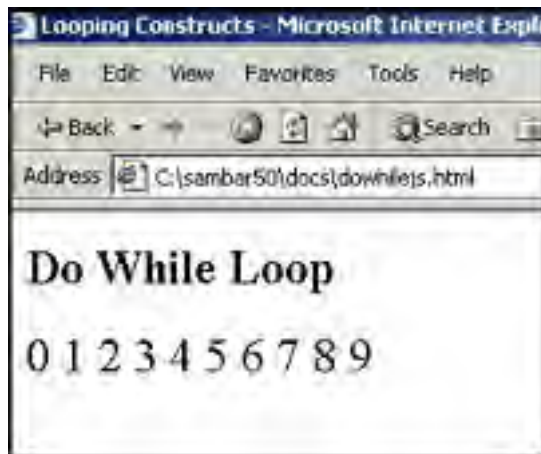 Looping Constructs - Microsoft Internet Expl
File Edit View Favorites Tools Help
Back Search
Address C:\sambar50\docs\dowhilejs.html
Do While Loop
0 1 2 3 4 5 6 7 8 9